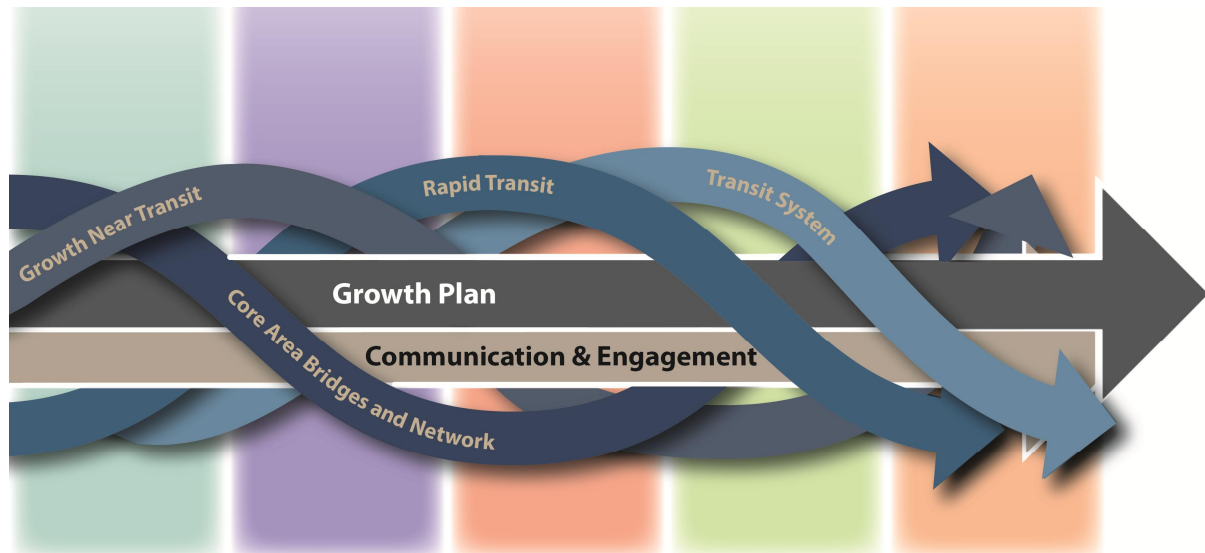 Growth Near Transit
Rapid Transit
Transit System
Growth Plan
Core Area Bridges and Network
Communication & Engagement